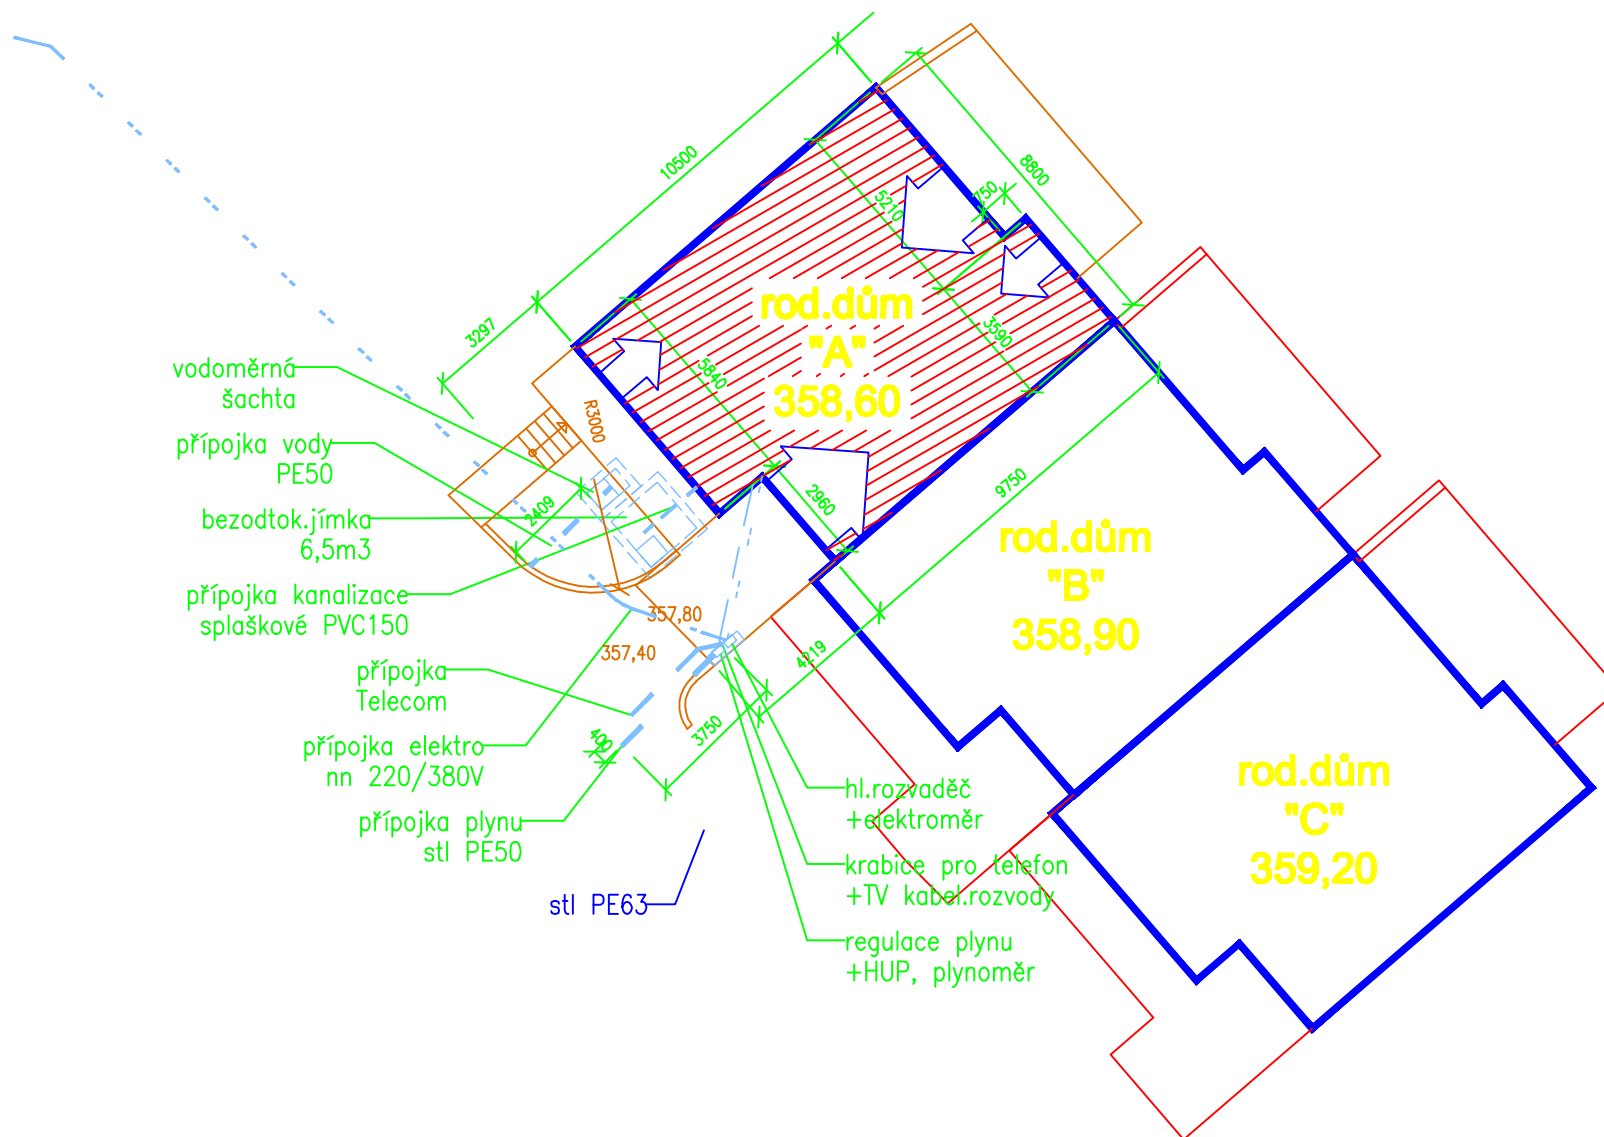 10500
8800
750
5210
3297
3590
5840
R3000
2409
2960
9750
4219
3750
400
rod.dům
"A"
358,60
rod.dům
"B"
358,90
rod.dům
"C"
359,20
vodoměrná
šachta
přípojka vody
PE50
bezodtok.jímka
6,5m3
přípojka kanalizace
splaškové PVC150
357,80
357,40
přípojka
Telecom
přípojka elektro
nn 220/380V
přípojka plynu
stl PE50
stl PE63
hl.rozvaděč
+elektroměr
krabice pro telefon
+TV kabel.rozvody
regulace plynu
+HUP, plynoměr